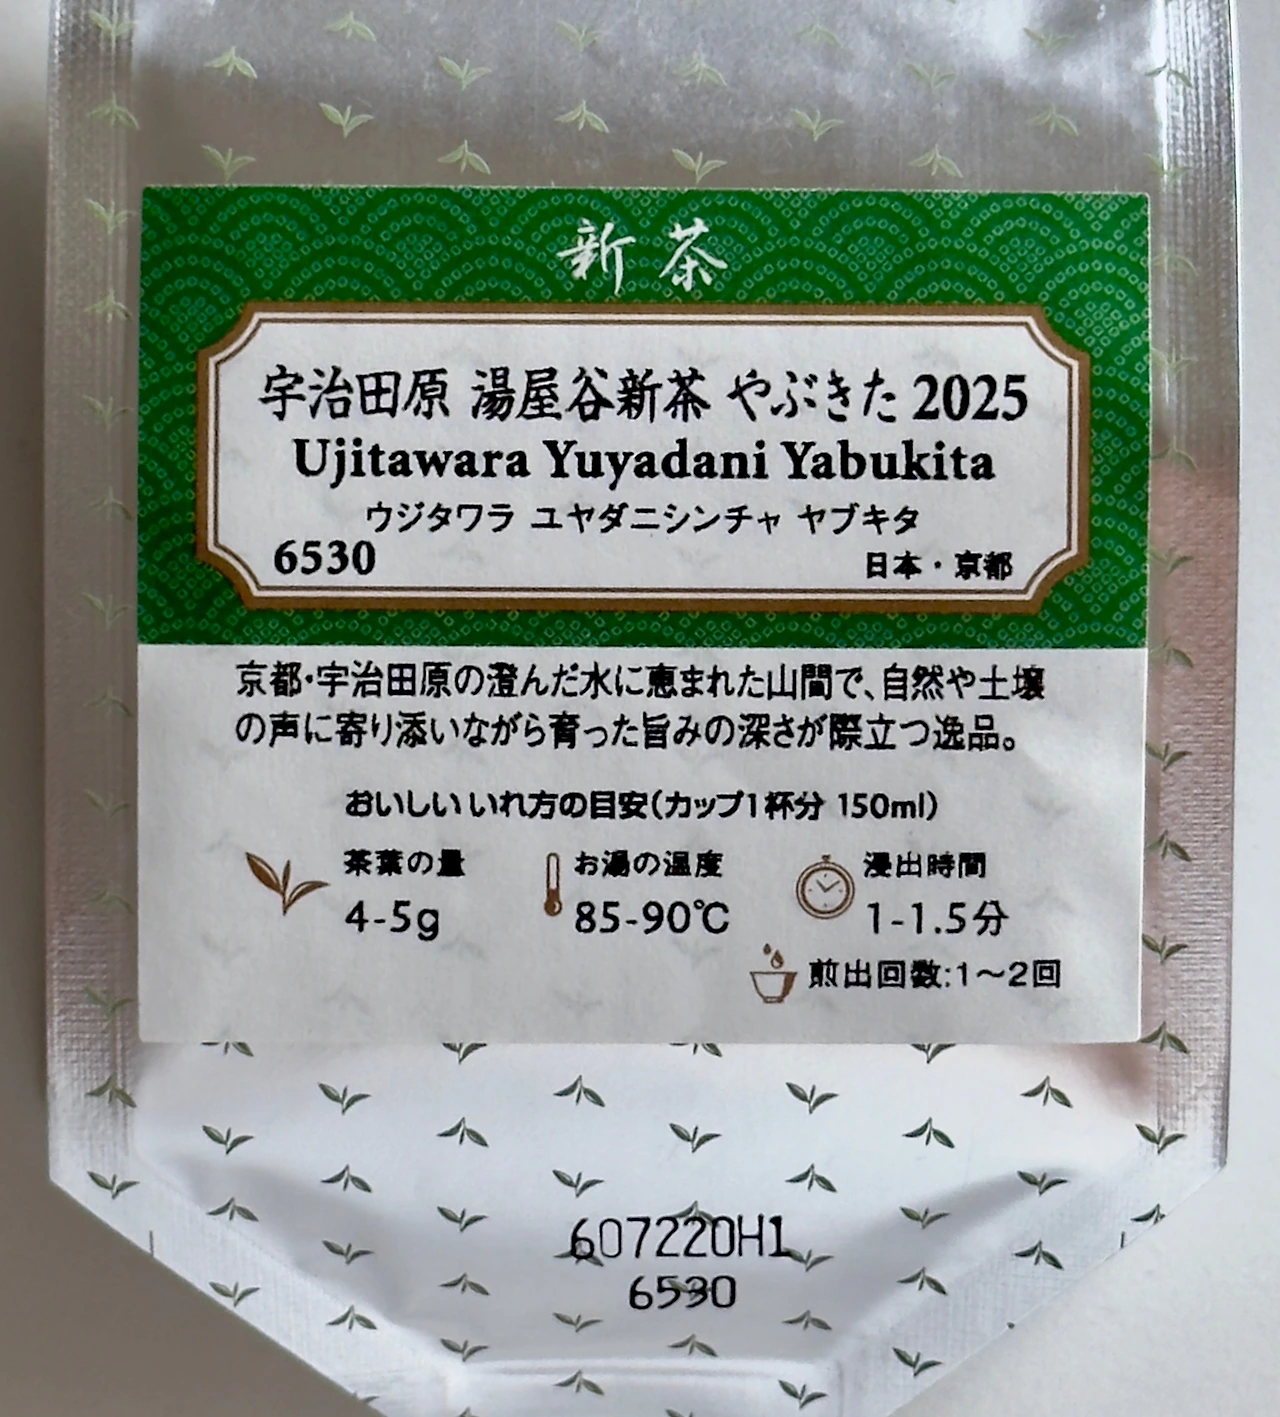 新茶
宇治田原 湯屋谷新茶 やぶきた 2025
Ujitawara Yuyadani Yabukita
ウジタワラ ユヤダニシンチャ ヤブキタ
6530
日本・京都
京都・宇治田原の澄んだ水に恵まれた山間で、自然や土壌
の声に寄り添いながら育った旨みの深さが際立つ逸品。
おいしいいれ方の目安(カップ1杯分 150ml)
茶葉の量 お湯の温度 浸出時間
4-5g 85-90℃ 1-1.5分
煎出回数:1〜2回
607220H1
6530